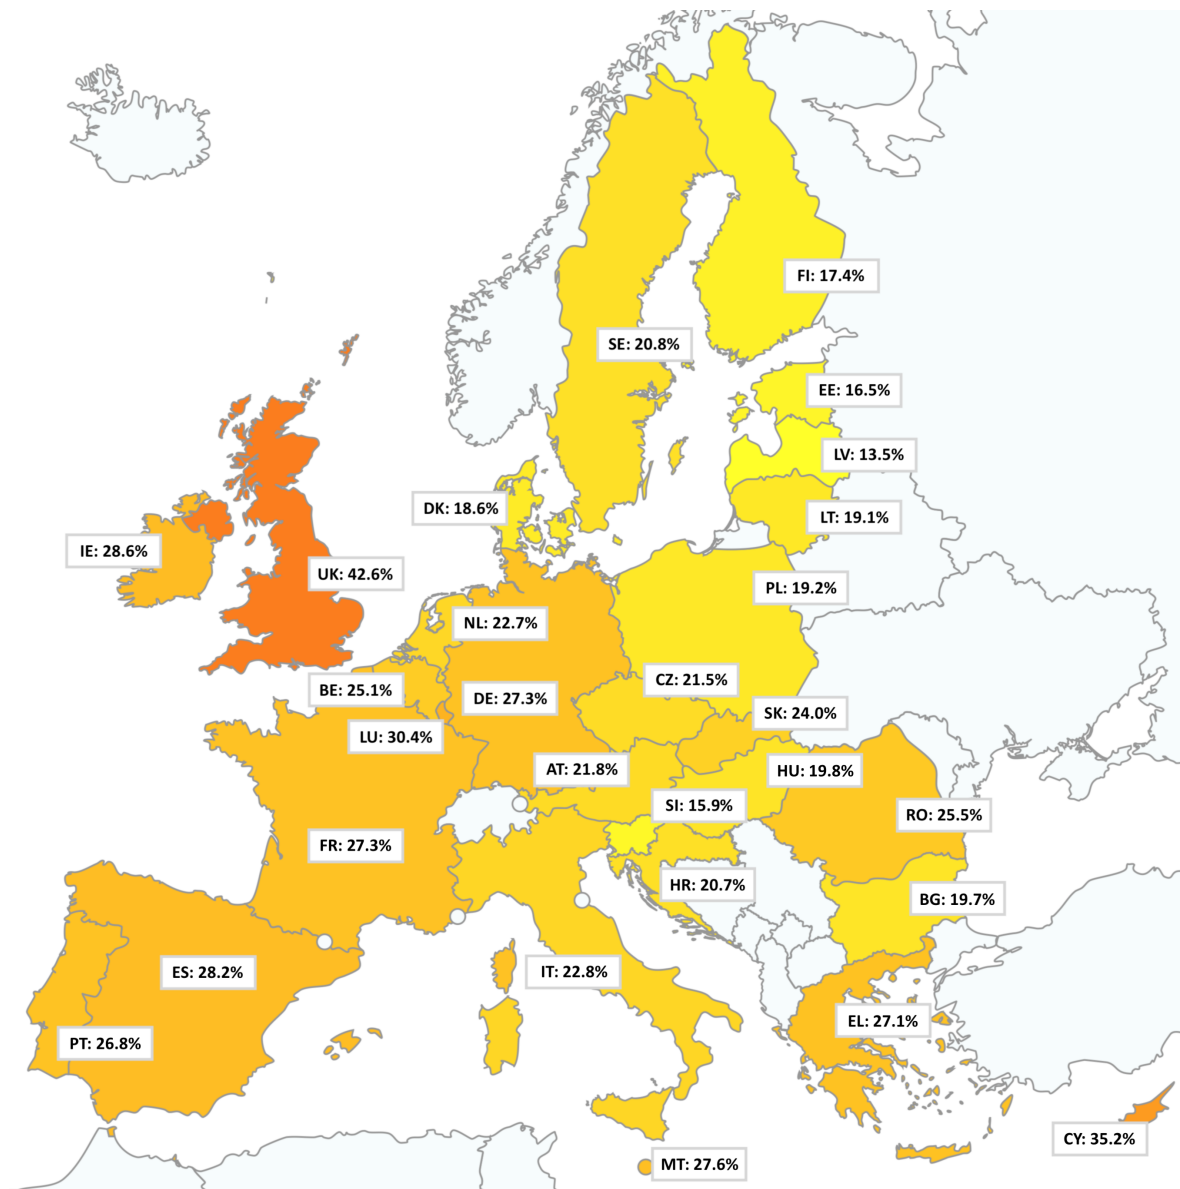 FI: 17.4%
SE: 20.8%
EE: 16.5%
LV: 13.5%
DK: 18.6%
LT: 19.1%
IE: 28.6%
UK: 42.6%
PL: 19.2%
NL: 22.7%
CZ: 21.5%
BE: 25.1%
DE: 27.3%
SK: 24.0%
LU: 30.4%
AT: 21.8%
HU: 19.8%
SI: 15.9%
RO: 25.5%
FR: 27.3%
HR: 20.7%
BG: 19.7%
ES: 28.2%
IT: 22.8%
EL: 27.1%
PT: 26.8%
CY: 35.2%
MT: 27.6%